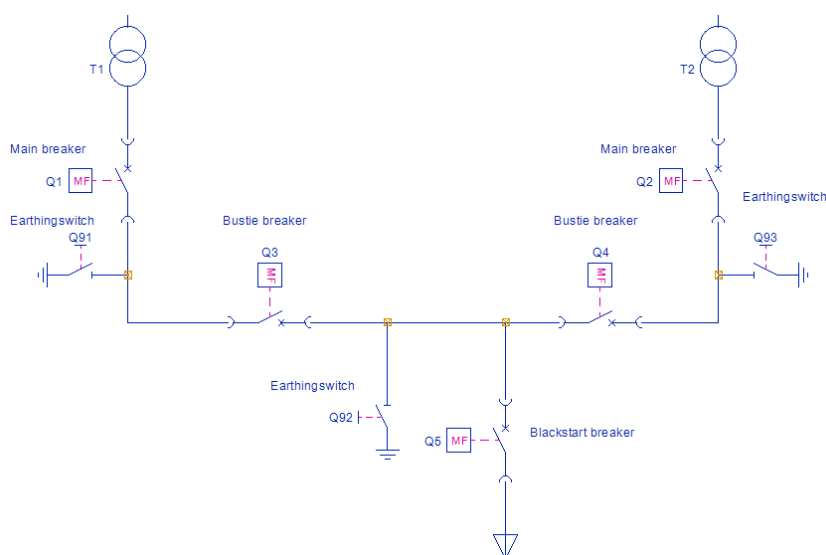 T1
T2
Main breaker
Main breaker
Q1
MF
Q2
MF
Earthingswitch
Earthingswitch
Q91
Bustie breaker
Bustie breaker
Q93
Q3
Q4
MF
MF
Earthingswitch
Q92
Blackstart breaker
Q5
MF